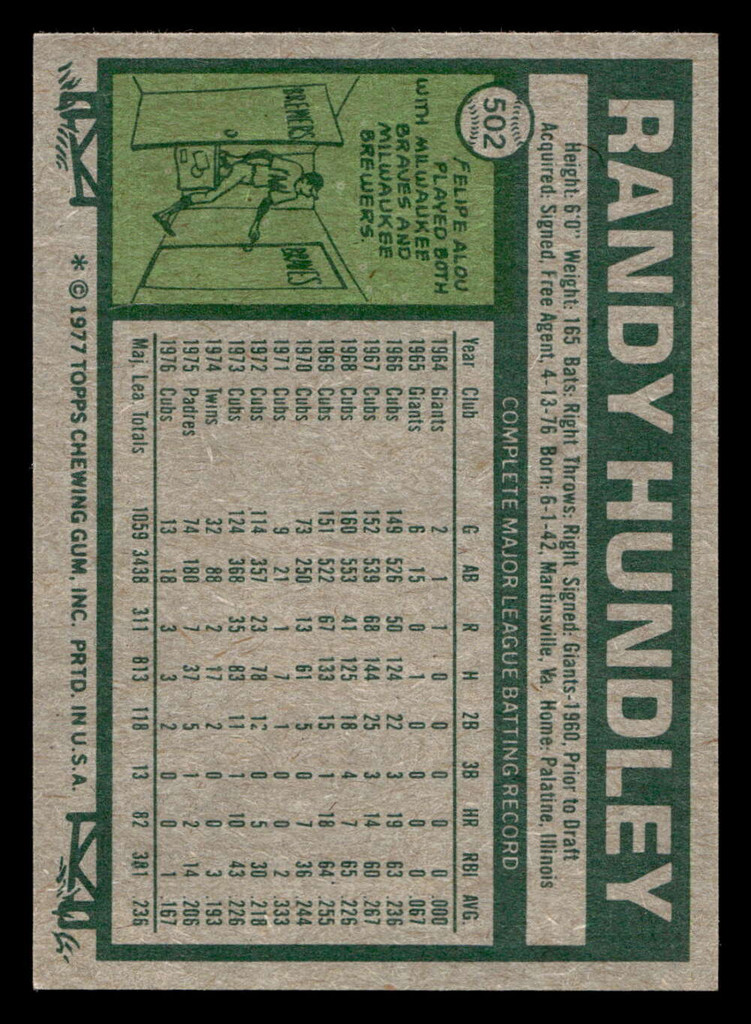 RANDY HUNDLEY
502
Height: 6'0" Weight: 165 Bats: Right Throws: Right Signed: Giants-1960, Prior to Draft
Acquired: Signed, Free Agent, 4-13-76 Born: 6-1-42, Martinsville, Va Home: Palatine, Illinois
FELIPE ALOU
PLAYED BOTH
WITH MILWAUKEE
BRAVES AND
MILWAUKEE
BREWERS.
BREWERS
BRAVES
COMPLETE MAJOR LEAGUE BATTING RECORD
Year Club G AB R H 2B 3B HR RBI AVG.
1964 Giants 2 1 1 0 0 0 0 0 .000
1965 Giants 6 15 0 1 0 0 0 0 .067
1966 Cubs 149 526 50 124 22 3 19 63 .236
1967 Cubs 152 539 68 144 25 3 14 60 .267
1968 Cubs 160 553 41 125 18 4 7 65 .226
1969 Cubs 151 522 67 133 15 1 18 64 .255
1970 Cubs 73 250 13 61 5 0 7 36 .244
1971 Cubs 9 21 1 7 1 0 0 2 .333
1972 Cubs 114 357 23 78 12 0 5 30 .218
1973 Cubs 124 368 35 83 11 1 10 43 .226
1974 Twins 32 88 2 17 2 0 0 3 .193
1975 Padres 74 180 7 37 5 1 2 14 .206
1976 Cubs 13 18 3 3 2 0 0 1 .167
Maj. Lea Totals 1059 3438 311 813 118 13 82 381 .236
* © 1977 TOPPS CHEWING GUM, INC. PRTD. IN U.S.A.